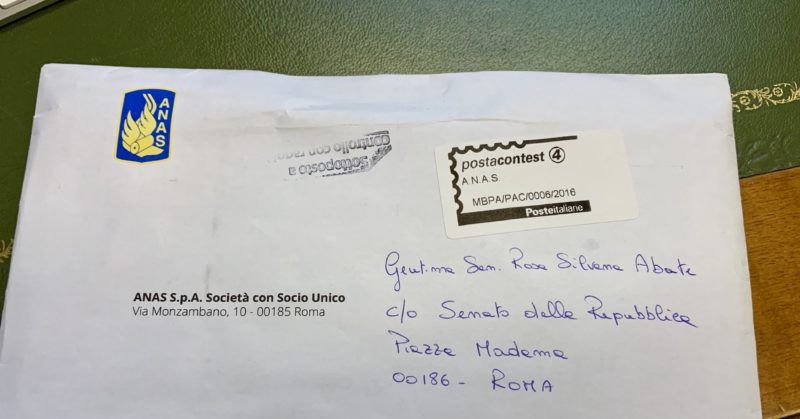 ANAS
Sottoposto a
controllo con
postacontest 4
A.N.A.S.
MBPA/PAC/0006/2016
Posteitaliane
Gent.ma Sen. Rosa Silvana Abate
c/o Senato della Repubblica
Piazza Madama
00186 - ROMA
ANAS S.p.A. Società con Socio Unico
Via Monzambano, 10 - 00185 Roma